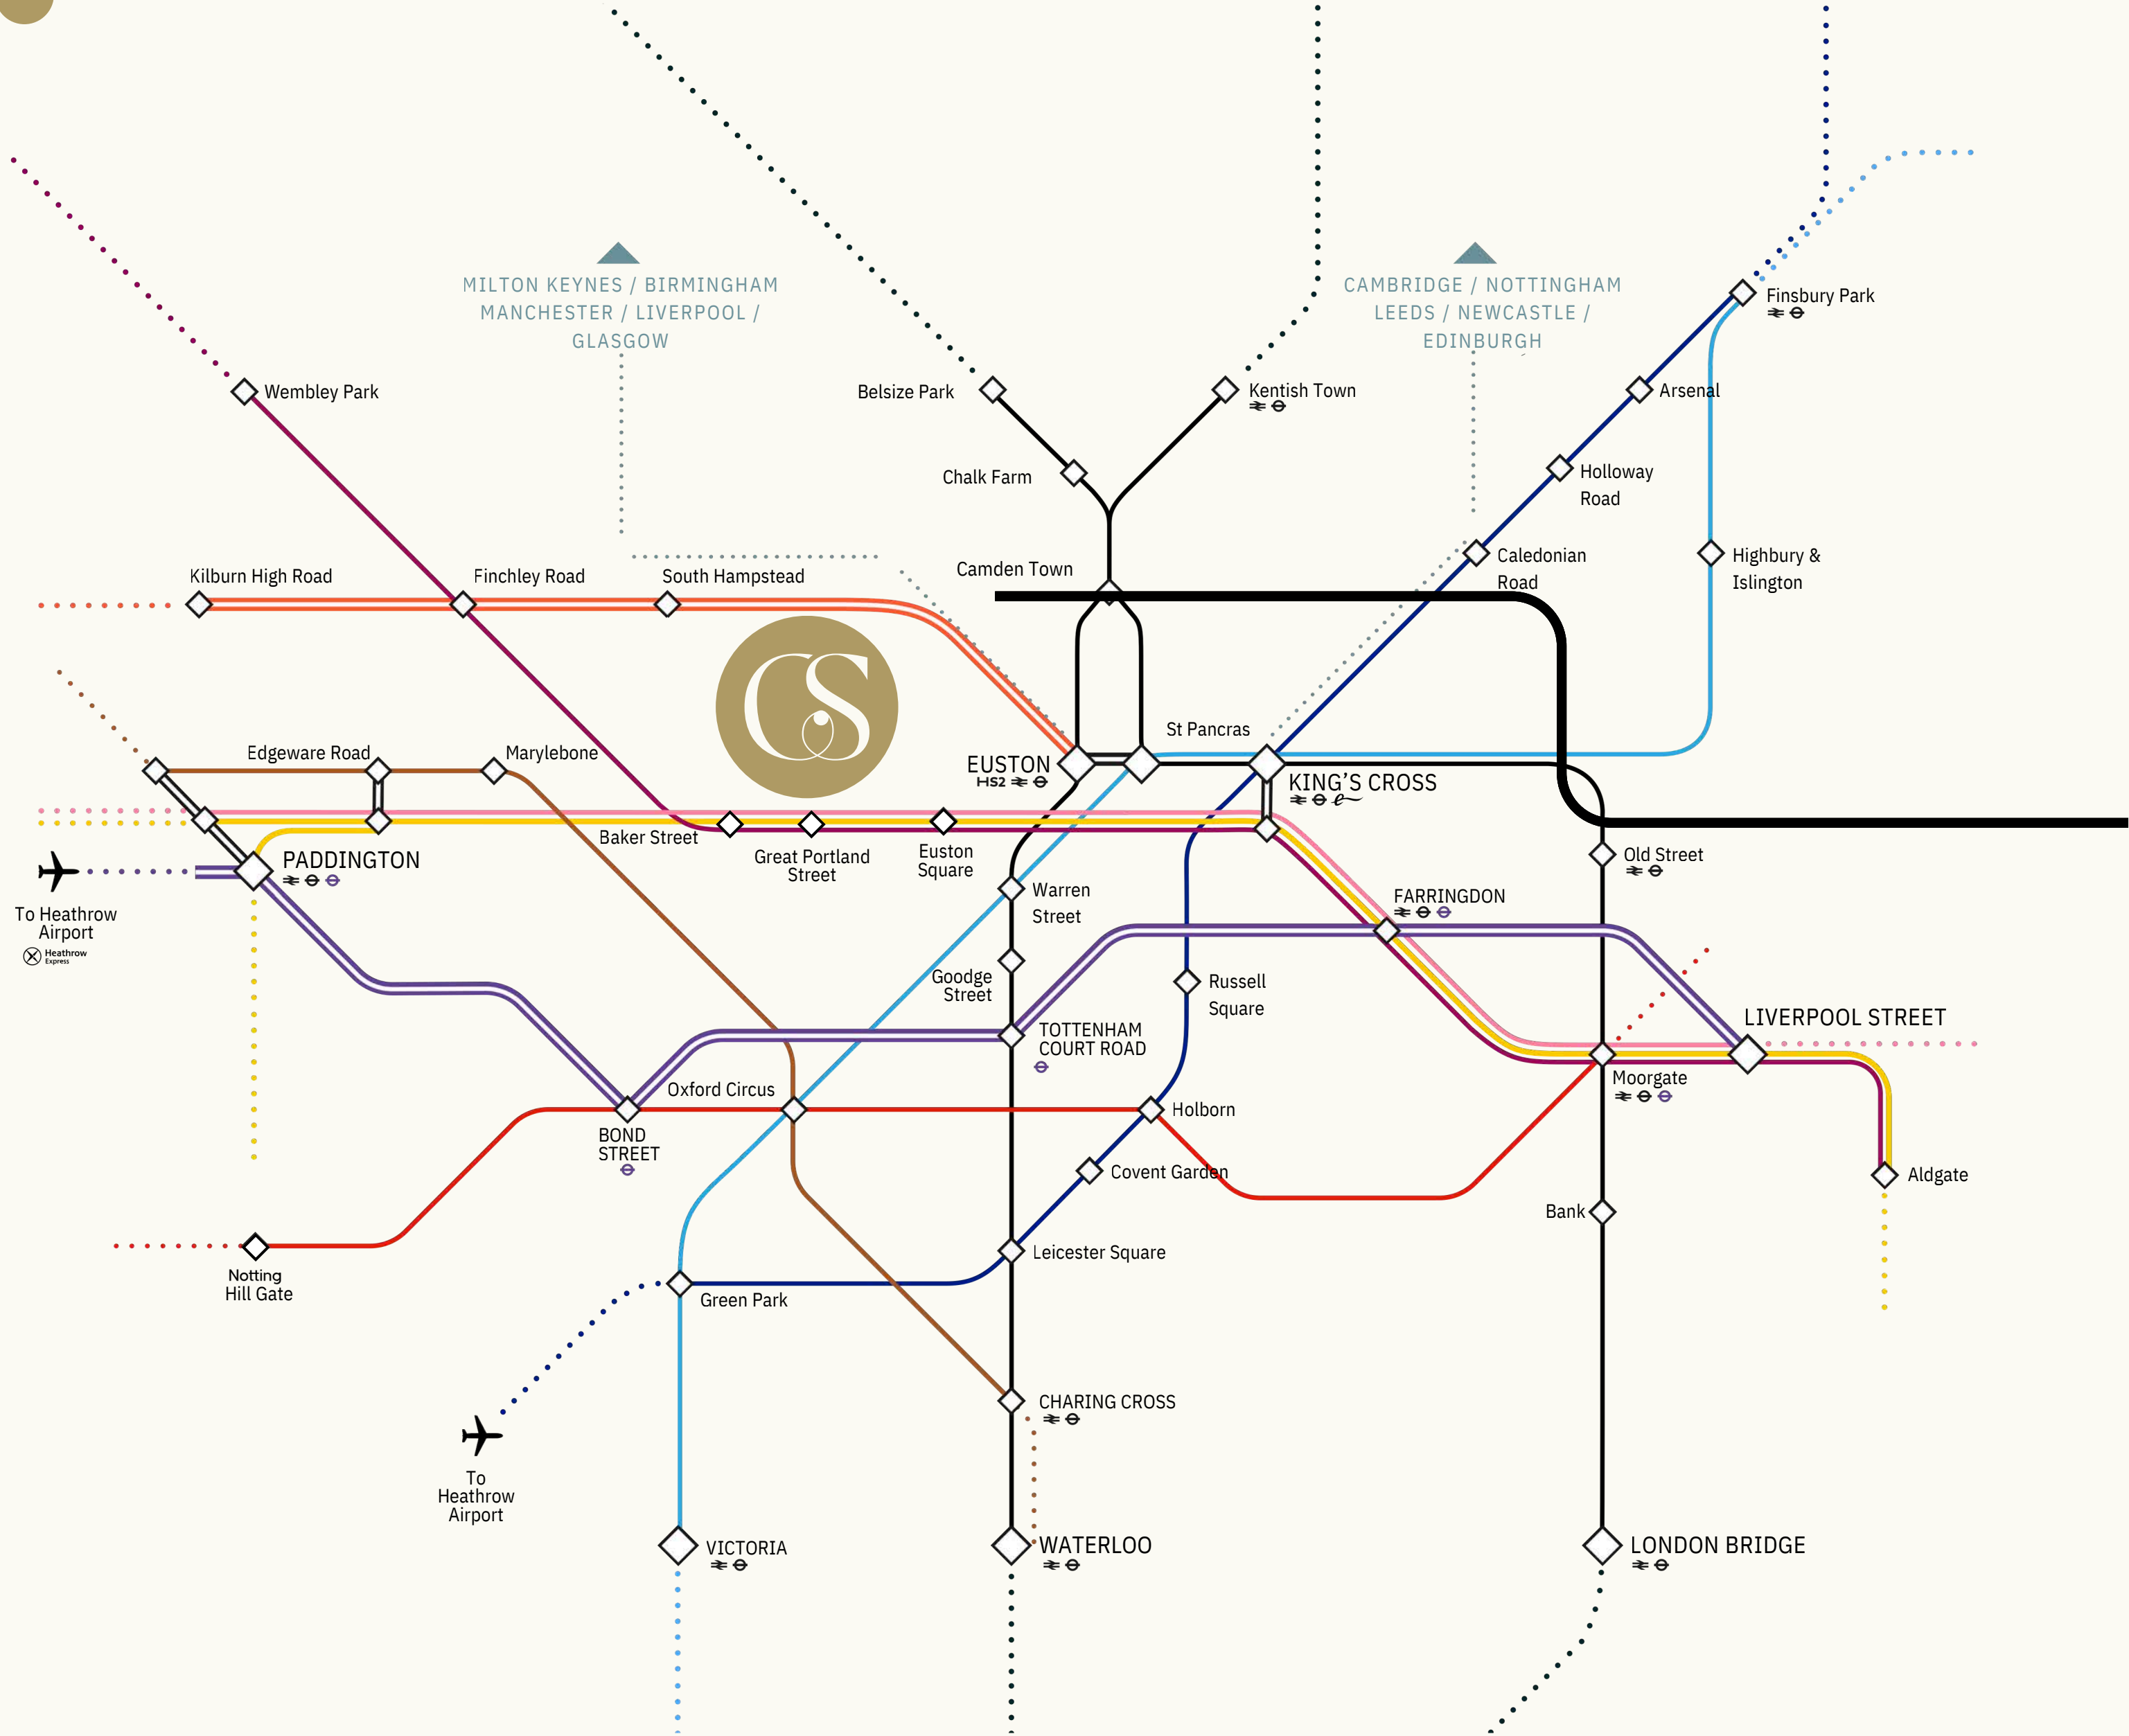 MILTON KEYNES / BIRMINGHAM
MANCHESTER / LIVERPOOL /
GLASGOW
CAMBRIDGE / NOTTINGHAM
LEEDS / NEWCASTLE /
EDINBURGH
Finsbury Park
Wembley Park
Belsize Park
Kentish Town
Arsenal
Chalk Farm
Holloway
Road
Camden Town
Caledonian
Road
Highbury &
Islington
Kilburn High Road
Finchley Road
South Hampstead
CS
St Pancras
Edgeware Road
Marylebone
EUSTON
HS2
KING'S CROSS
e
Baker Street
Great Portland
Street
Euston
Square
PADDINGTON
Old Street
To Heathrow
Airport
Heathrow
Express
Warren
Street
FARRINGDON
Goodge
Street
Russell
Square
TOTTENHAM
COURT ROAD
LIVERPOOL STREET
Oxford Circus
Moorgate
BOND
STREET
Holborn
Covent Garden
Aldgate
Bank
Leicester Square
Notting
Hill Gate
Green Park
CHARING CROSS
To
Heathrow
Airport
VICTORIA
WATERLOO
LONDON BRIDGE